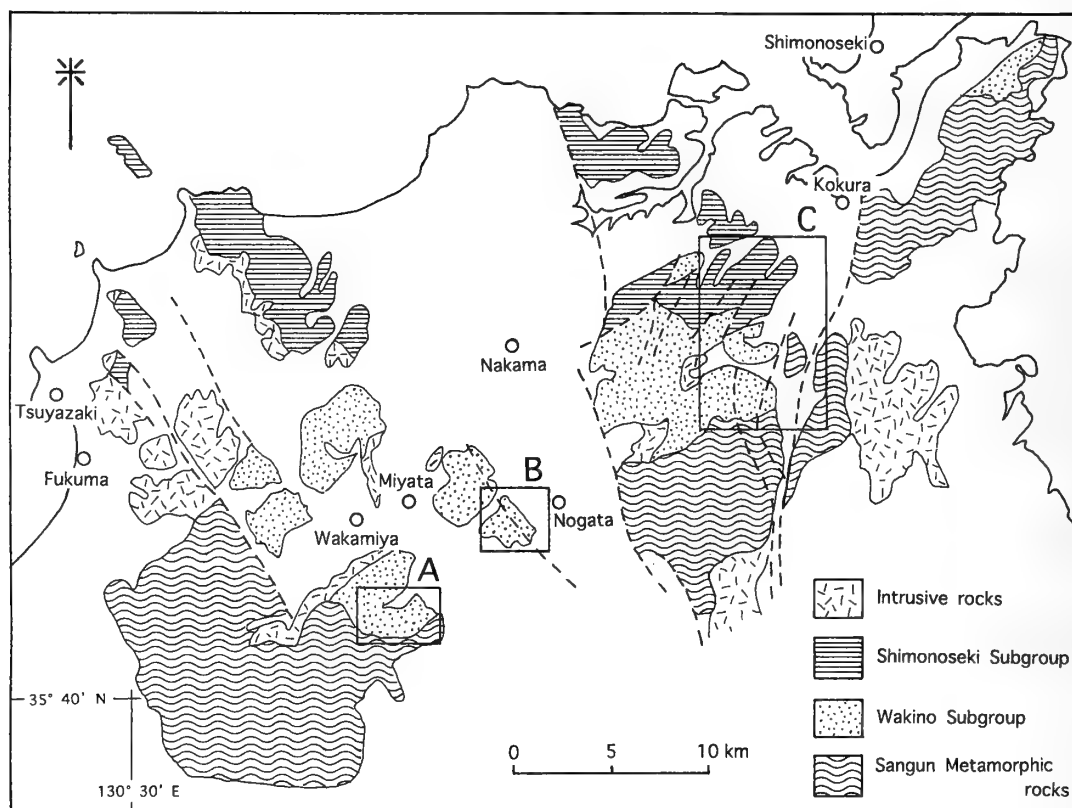 Shimonoseki
Kokura
C
Nakama
Tsuyazaki
Fukuma
Miyata
B
Nogata
Wakamiya
A
Intrusive rocks
Shimonoseki Subgroup
35° 40' N
Wakino Subgroup
0 5 10 km
Sangun Metamorphic
rocks
130° 30' E